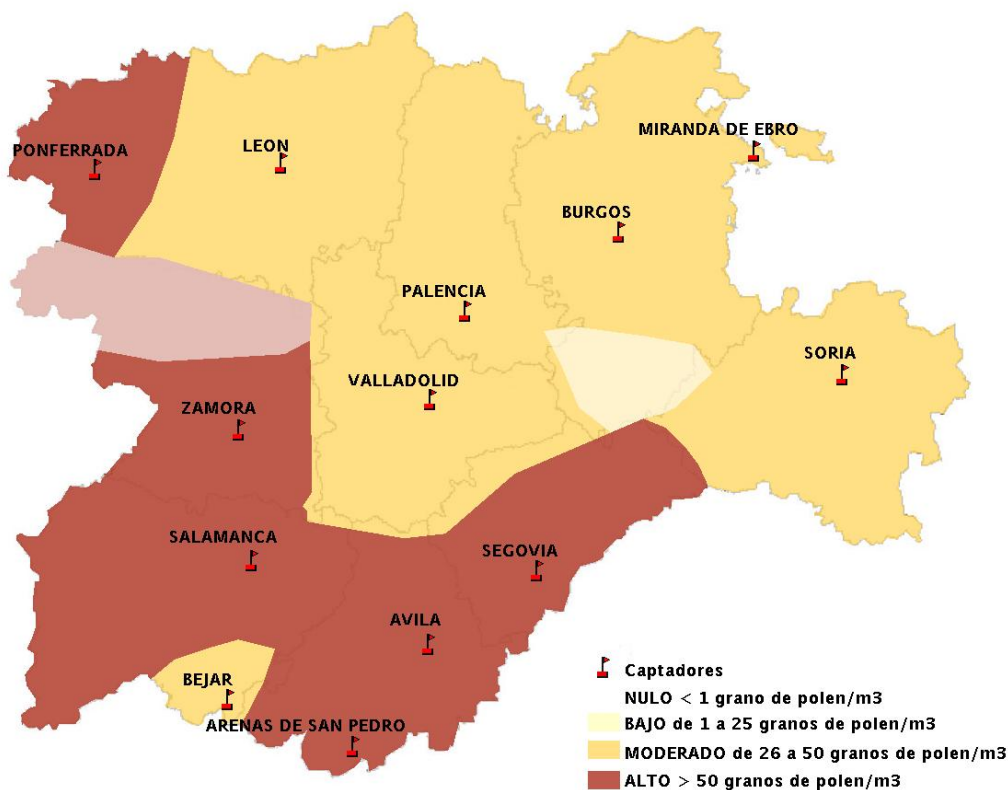 MIRANDA DE EBRO
PONFERRADA
LEON
BURGOS
PALENCIA
SORIA
VALLADOLID
ZAMORA
SALAMANCA
SEGOVIA
AVILA
BEJAR
ARENAS DE SAN PEDRO
Captadores
NULO < 1 grano de polen/m3
BAJO de 1 a 25 granos de polen/m3
MODERADO de 26 a 50 granos de polen/m3
ALTO > 50 granos de polen/m3